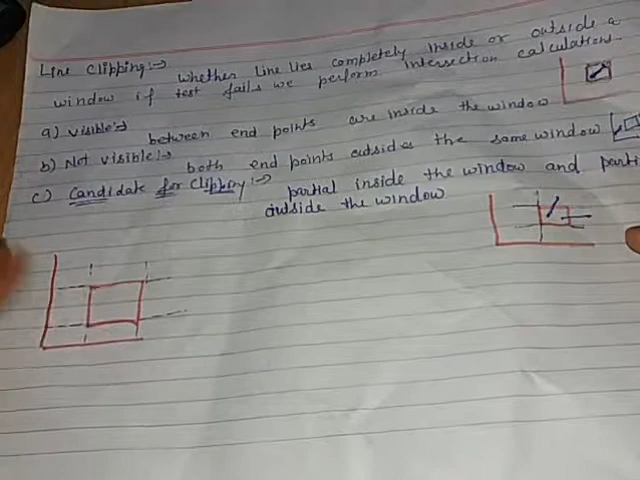 Line Clipping :→ whether Line lies completely inside or outside a
window if test fails we perform intersection calculations.
a) Visible :→ between end points are inside the window
b) Not visible :→ both end points outside the same window
c) Candidate for Clipping :→ partial inside the window and parti
outside the window